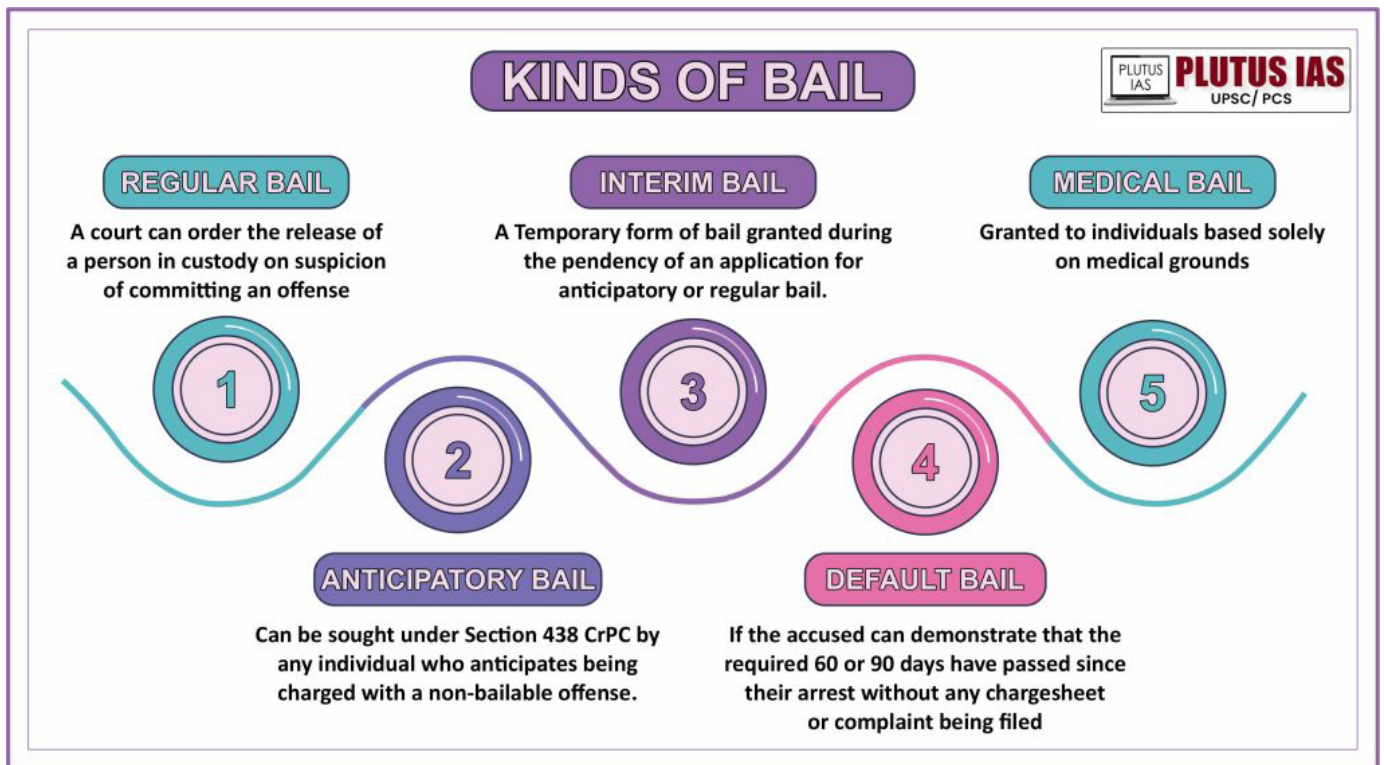 KINDS OF BAIL
PLUTUS
IAS
PLUTUS IAS
UPSC/ PCS
REGULAR BAIL
A court can order the release of
a person in custody on suspicion
of committing an offense
1
ANTICIPATORY BAIL
Can be sought under Section 438 CrPC by
any individual who anticipates being
charged with a non-bailable offense.
2
INTERIM BAIL
A Temporary form of bail granted during
the pendency of an application for
anticipatory or regular bail.
3
DEFAULT BAIL
If the accused can demonstrate that the
required 60 or 90 days have passed since
their arrest without any chargesheet
or complaint being filed
4
MEDICAL BAIL
Granted to individuals based solely
on medical grounds
5